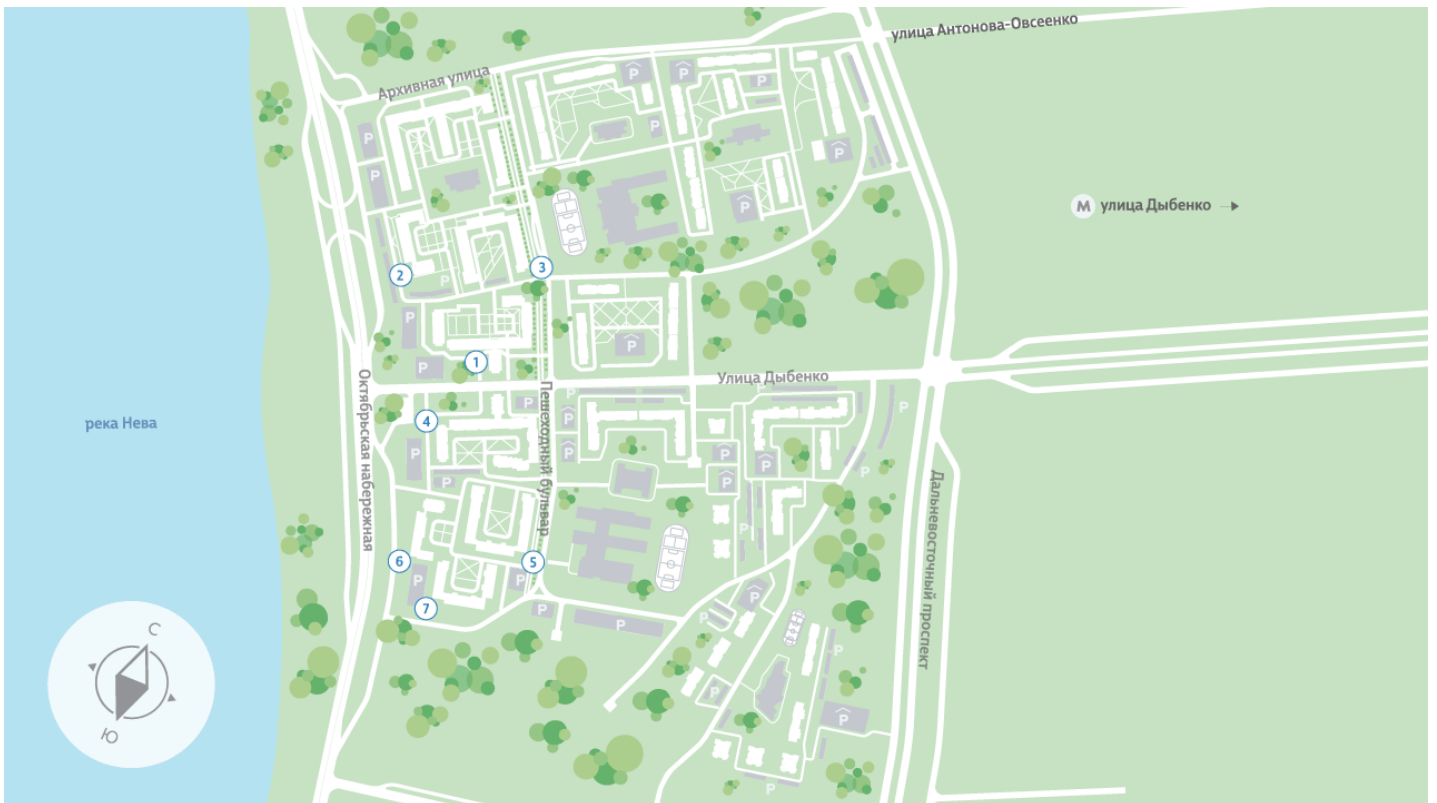 улица Антонова-Овсеенко
Архивная улица
P
P
P
P
P
P
P
P
М улица Дыбенко
P
2
3
P
P
P
1
P
Улица Дыбенко
Октябрьская набережная
Пешеходный бульвар
река Нева
4
P
P
P
P
P
P
P
P
P
P
P
P
Дальневосточный проспект
6
5
P
P
7
P
P
P
P
P
P
P
P
P
С
Ю